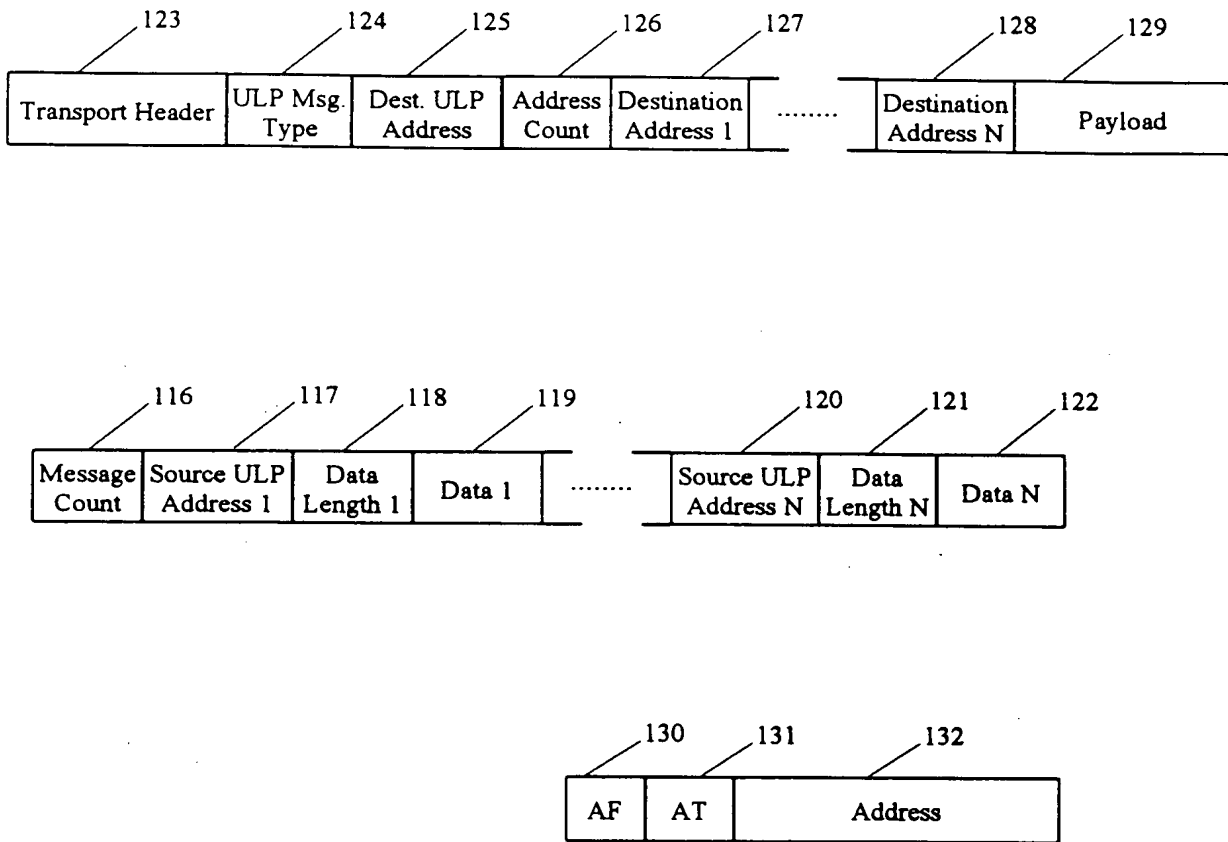 123 124 125 126 127 128 129
Transport Header ULP Msg. Type Dest. ULP Address Address Count Destination Address 1 ........ Destination Address N Payload
116 117 118 119 120 121 122
Message Count Source ULP Address 1 Data Length 1 Data 1 ........ Source ULP Address N Data Length N Data N
130 131 132
AF AT Address